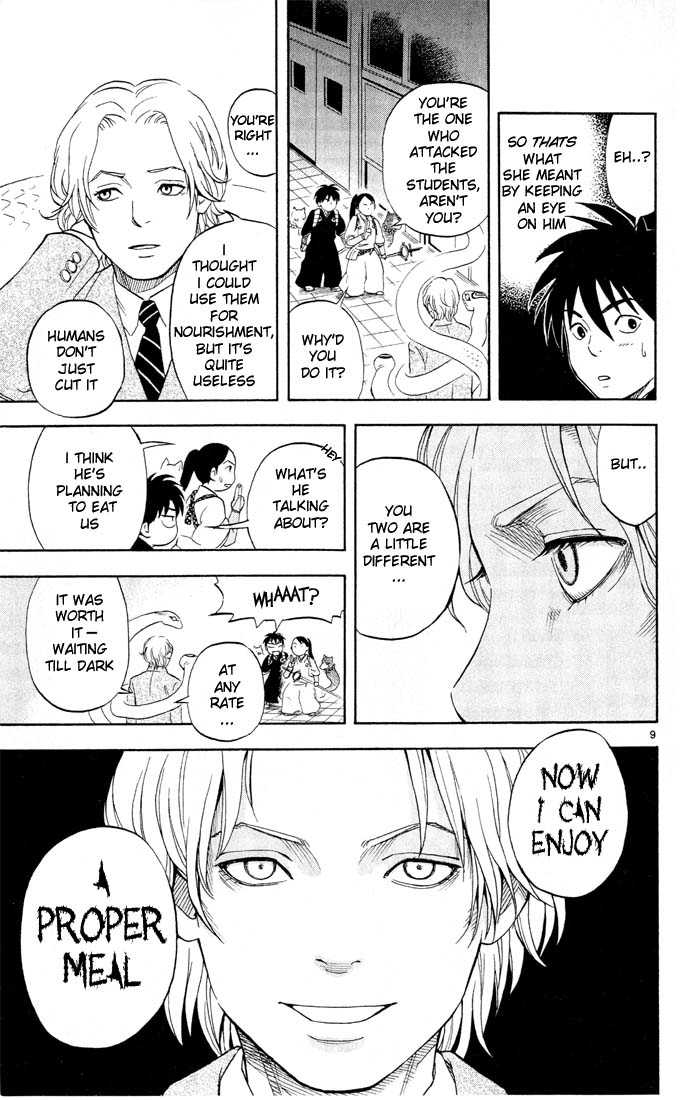 EH..?
SO THATS
WHAT
SHE MEANT
BY KEEPING
AN EYE
ON HIM
YOU'RE
THE ONE
WHO
ATTACKED
THE
STUDENTS,
AREN'T
YOU?
WHY'D
YOU
DO IT?
YOU'RE
RIGHT
...
I
THOUGHT
I COULD
USE THEM
FOR
NOURISHMENT,
BUT IT'S
QUITE
USELESS
HUMANS
DON'T
JUST
CUT IT
BUT..
YOU
TWO ARE
A LITTLE
DIFFERENT
...
HEY-
WHAT'S
HE
TALKING
ABOUT?
I THINK
HE'S
PLANNING
TO EAT
US
WHAAAT?
AT
ANY
RATE
...
IT WAS
WORTH
IT—
WAITING
TILL DARK
9
NOW
I CAN
ENJOY
A
PROPER
MEAL